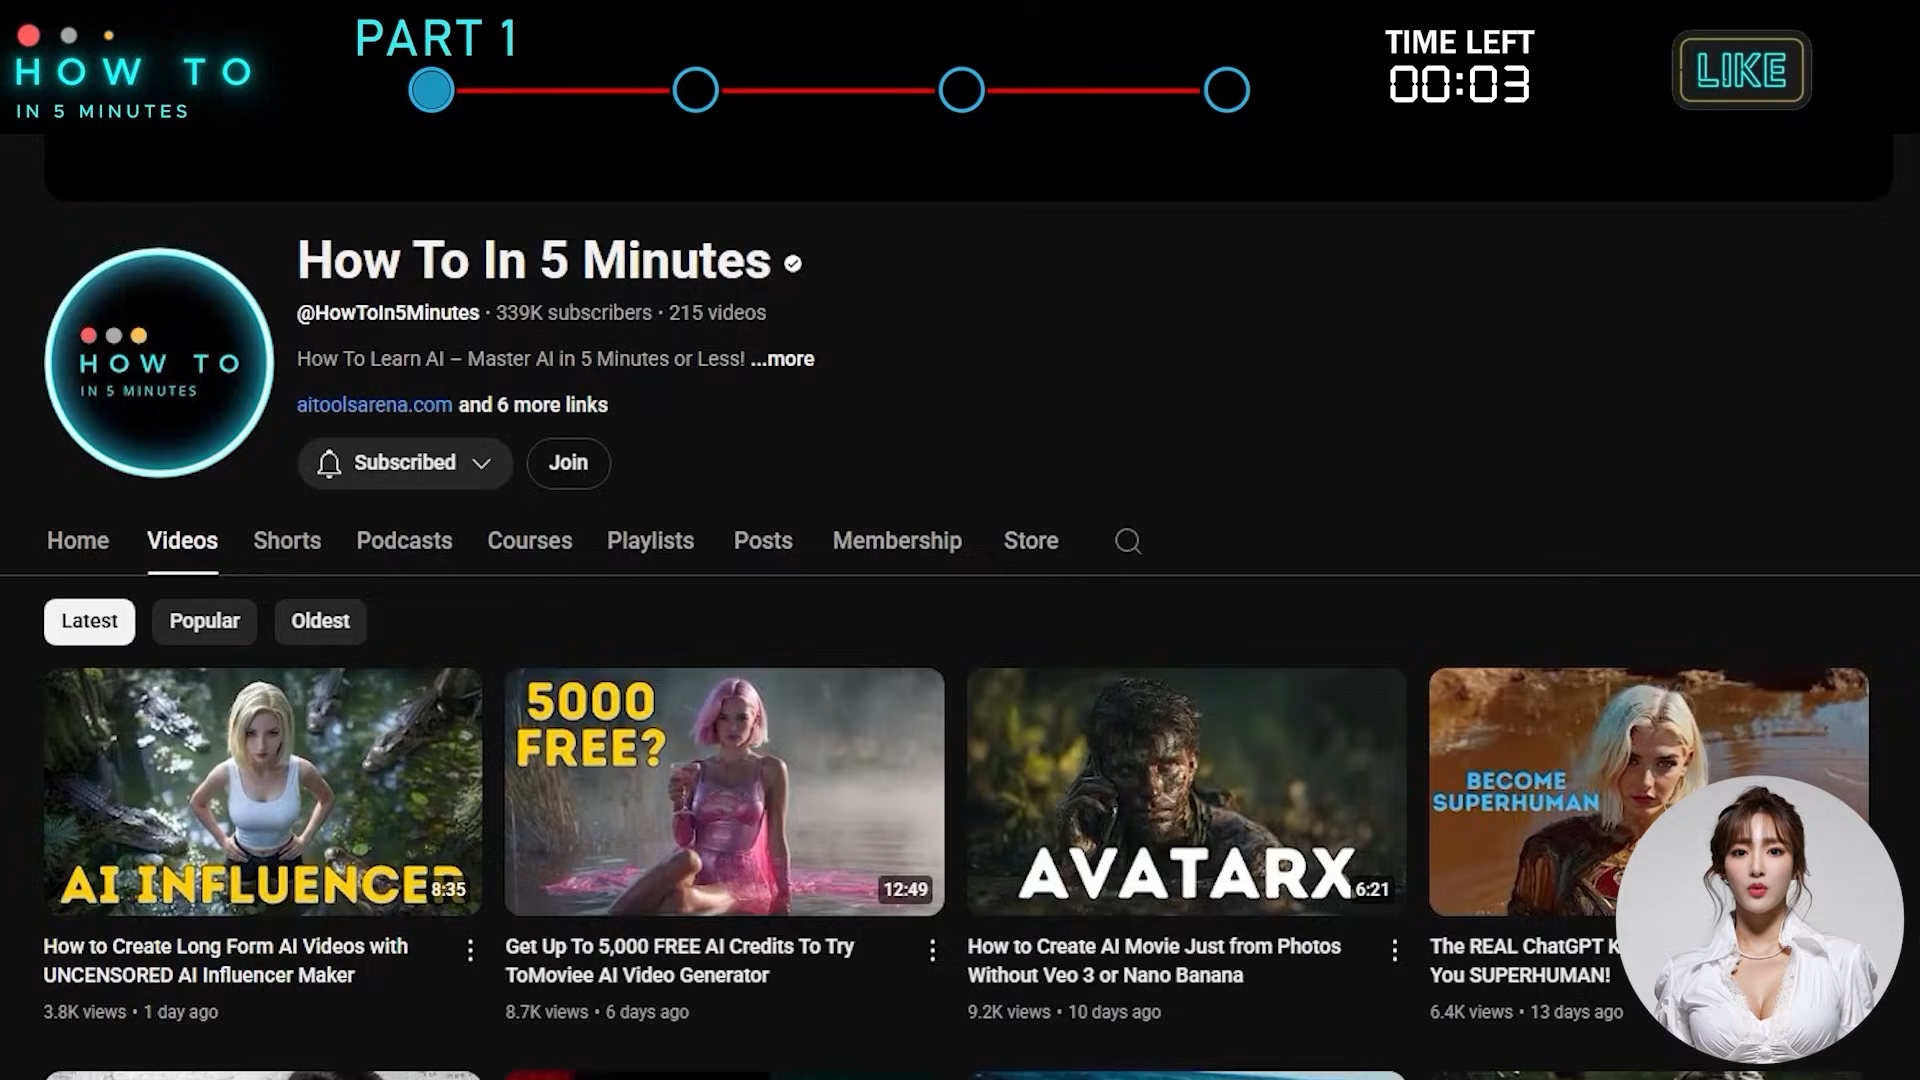 HOW TO
IN 5 MINUTES
PART 1
TIME LEFT
00:03
LIKE
HOW TO
IN 5 MINUTES
How To In 5 Minutes
@HowToIn5Minutes · 339K subscribers · 215 videos
How To Learn AI – Master AI in 5 Minutes or Less! ...more
aitoolsarena.com and 6 more links
Subscribed
Join
Home Videos Shorts Podcasts Courses Playlists Posts Membership Store
Latest Popular Oldest
AI INFLUENCER
8:35
How to Create Long Form AI Videos with
UNCENSORED AI Influencer Maker
3.8K views • 1 day ago
5000
FREE?
12:49
Get Up To 5,000 FREE AI Credits To Try
ToMoviee AI Video Generator
8.7K views • 6 days ago
AVATARX
6:21
How to Create AI Movie Just from Photos
Without Veo 3 or Nano Banana
9.2K views • 10 days ago
BECOME
SUPERHUMAN
The REAL ChatGPT
You SUPERHUMAN!
6.4K views • 13 days ago